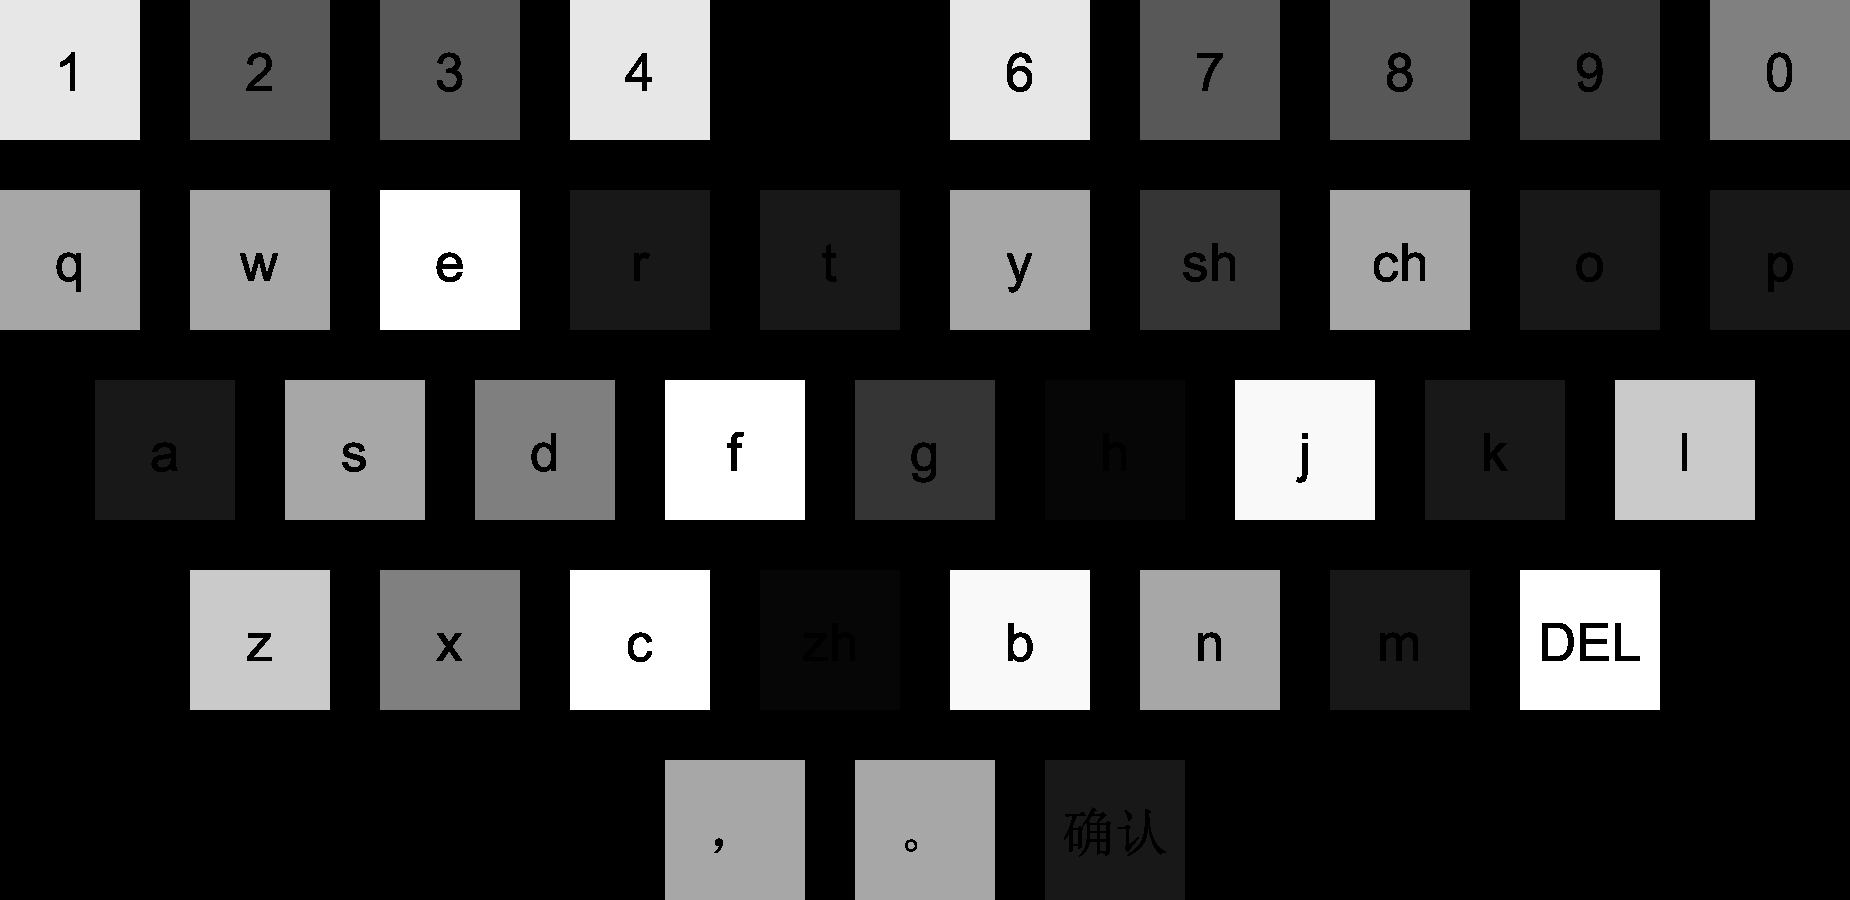 1 2 3 4 6 7 8 9 0
q w e r t y sh ch o p
a s d f g h j k l
z x c zh b n m DEL
， 。 确认